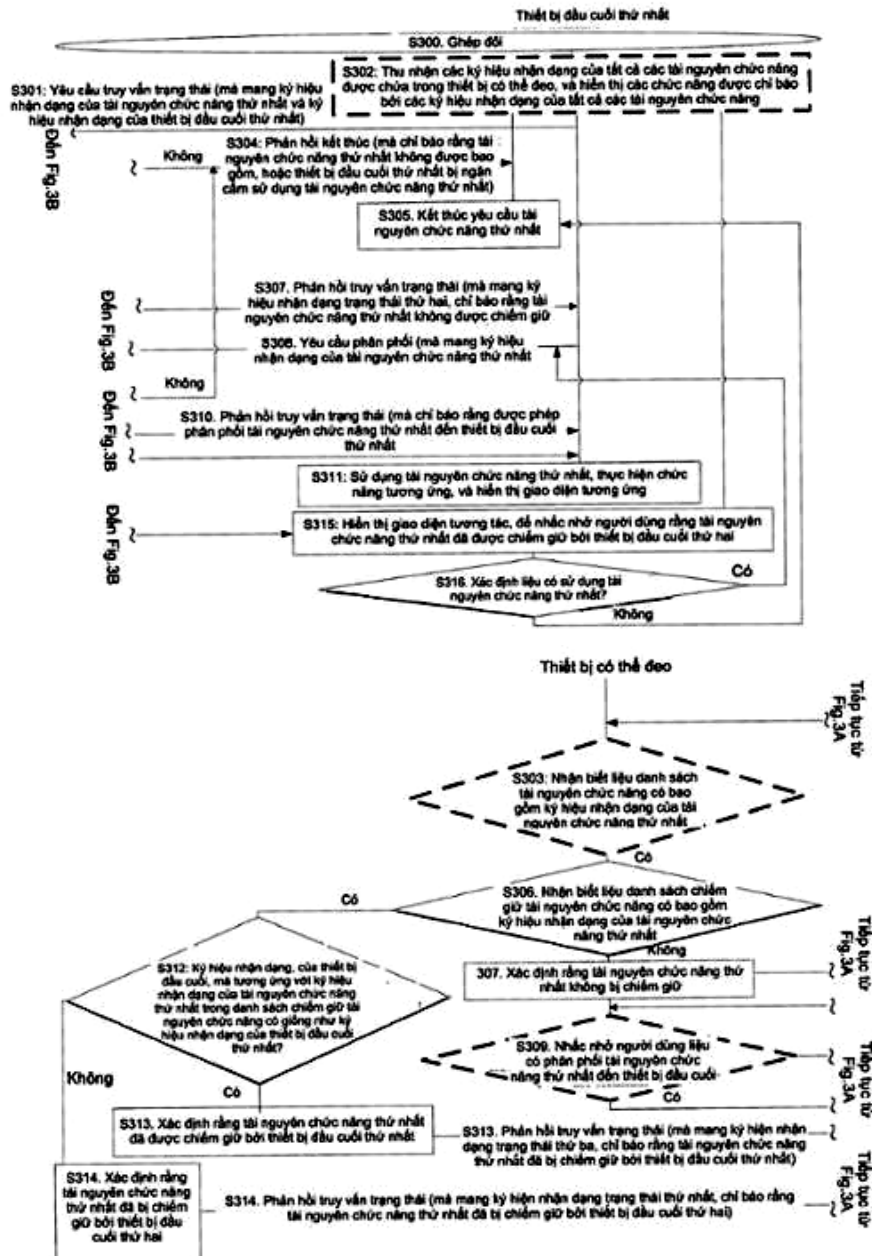 Thiết bị đầu cuối thứ nhất
S300. Ghép đôi
S301: Yêu cầu truy vấn trạng thái (mà mang ký hiệu
nhận dạng của tài nguyên chức năng thứ nhất và ký
hiệu nhận dạng của thiết bị đầu cuối thứ nhất)
S302: Thu nhận các ký hiệu nhận dạng của tất cả các tài nguyên chức năng
được chứa trong thiết bị có thể đeo, và hiển thị các chức năng được chỉ báo
bởi các ký hiệu nhận dạng của tất cả các tài nguyên chức năng
Đến Fig.3B
Không
S304: Phản hồi kết thúc (mà chỉ báo rằng tài
nguyên chức năng thứ nhất không được bao
gồm, hoặc thiết bị đầu cuối thứ nhất bị ngăn
cấm sử dụng tài nguyên chức năng thứ nhất)
S305. Kết thúc yêu cầu tài
nguyên chức năng thứ nhất
Đến Fig.3B
S307. Phản hồi truy vấn trạng thái (mà mang ký
hiệu nhận dạng trạng thái thứ hai, chỉ báo rằng tài
nguyên chức năng thứ nhất không được chiếm giữ
S308. Yêu cầu phân phối (mà mang ký hiệu
nhận dạng của tài nguyên chức năng thứ nhất
Không
Đến Fig.3B
S310. Phản hồi truy vấn trạng thái (mà chỉ báo rằng được phép
phân phối tài nguyên chức năng thứ nhất đến thiết bị đầu cuối
thứ nhất
S311: Sử dụng tài nguyên chức năng thứ nhất, thực hiện chức
năng tương ứng, và hiển thị giao diện tương ứng
Đến Fig.3B
S315: Hiển thị giao diện tương tác, để nhắc nhở người dùng rằng tài nguyên
chức năng thứ nhất đã được chiếm giữ bởi thiết bị đầu cuối thứ hai
S316. Xác định liệu có sử dụng tài
nguyên chức năng thứ nhất?
Có
Không
Thiết bị có thể đeo
Tiếp tục từ
Fig.3A
S303: Nhận biết liệu danh sách
tài nguyên chức năng có bao
gồm ký hiệu nhận dạng của tài
nguyên chức năng thứ nhất
Có
S306. Nhận biết liệu danh sách chiếm
giữ tài nguyên chức năng có bao gồm
ký hiệu nhận dạng của tài nguyên chức
năng thứ nhất
Có
Không
Tiếp tục từ
Fig.3A
307. Xác định rằng tài nguyên chức năng thứ
nhất không bị chiếm giữ
S312: Ký hiệu nhận dạng, của thiết bị
đầu cuối, mà tương ứng với ký hiệu
nhận dạng của tài nguyên chức năng
thứ nhất trong danh sách chiếm giữ tài
nguyên chức năng có giống như ký
hiệu nhận dạng của thiết bị đầu cuối
thứ nhất?
Tiếp tục từ
Fig.3A
S309. Nhắc nhở người dùng liệu
có phân phối tài nguyên chức
năng thứ nhất đến thiết bị đầu cuối
Không
Có
Có
Tiếp tục từ
Fig.3A
S313. Xác định rằng tài nguyên chức năng thứ nhất
đã được chiếm giữ bởi thiết bị đầu cuối thứ nhất
S313. Phản hồi truy vấn trạng thái (mà mang ký hiện nhận
dạng trạng thái thứ ba, chỉ báo rằng tài nguyên chức năng
thứ nhất đã bị chiếm giữ bởi thiết bị đầu cuối thứ nhất)
S314. Xác định rằng
tài nguyên chức năng
thứ nhất đã bị chiếm
giữ bởi thiết bị đầu
cuối thứ hai
S314. Phản hồi truy vấn trạng thái (mà mang ký hiện nhận dạng trạng thái thứ nhất, chỉ báo rằng
tài nguyên chức năng thứ nhất đã bị chiếm giữ bởi thiết bị đầu cuối thứ hai)
Tiếp tục từ
Fig.3A